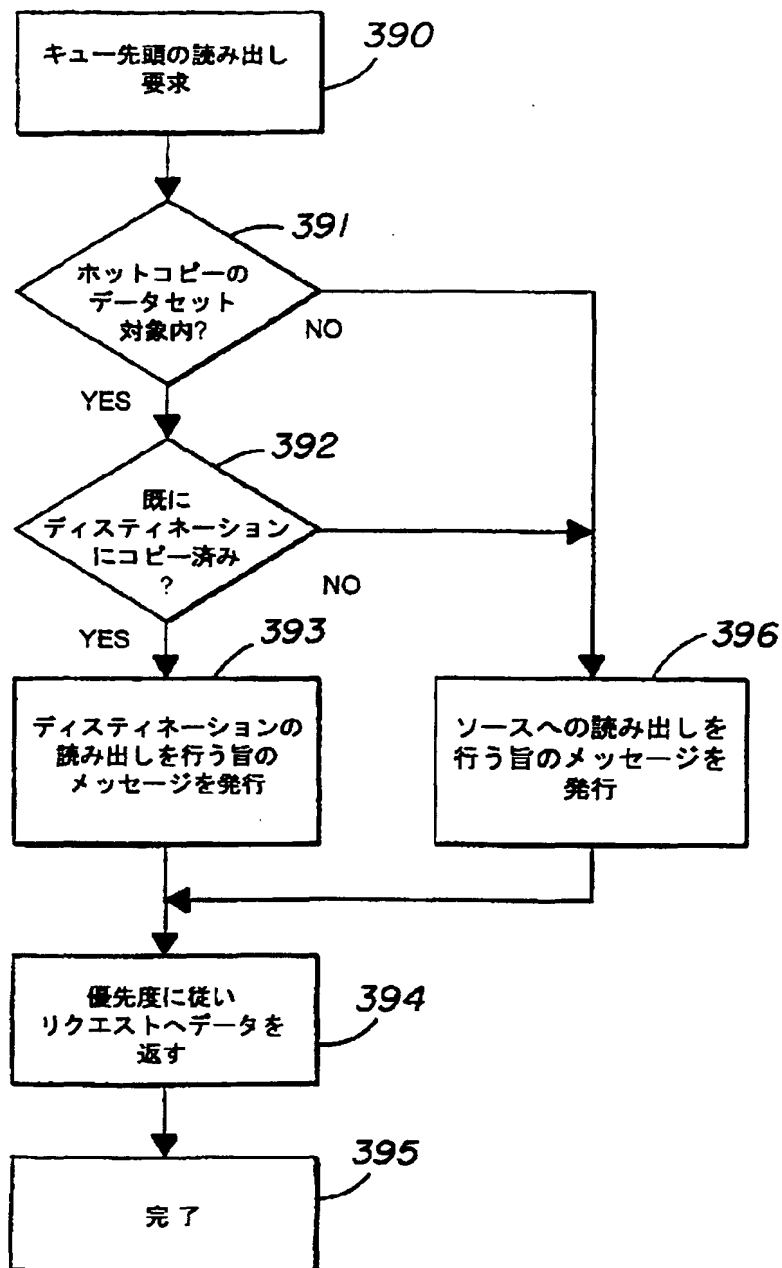 キュー先頭の読み出し
要求
390
391
ホットコピーの
データセット
対象内?
NO
YES
392
既に
ディスティネーション
にコピー済み
?
NO
YES
393
ディスティネーションの
読み出しを行う旨の
メッセージを発行
396
ソースへの読み出しを
行う旨のメッセージを
発行
優先度に従い
リクエストへデータを
返す
394
395
完了